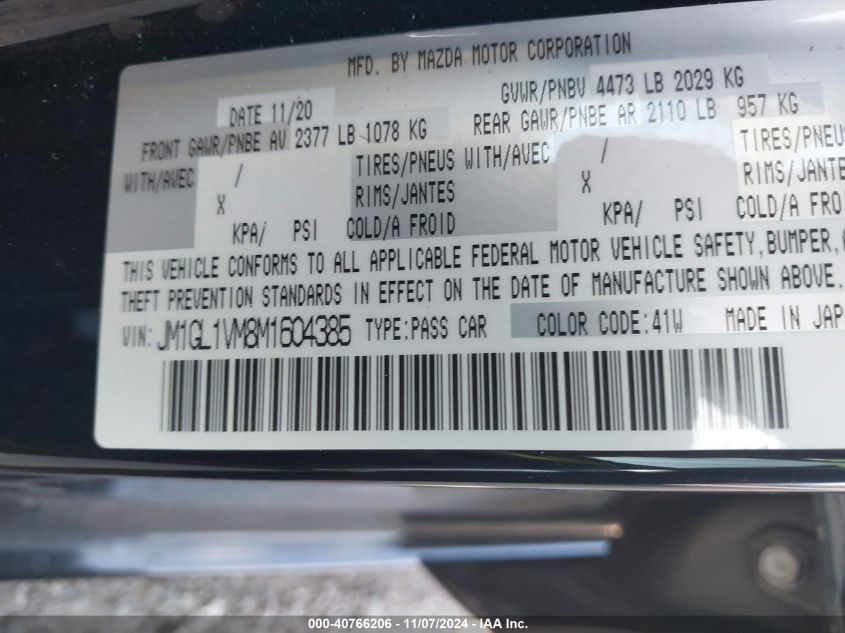 MFD. BY MAZDA MOTOR CORPORATION
DATE 11/20 GVWR/PNBV 4473 LB 2029 KG
FRONT GAWR/PNBE AV 2377 LB 1078 KG REAR GAWR/PNBE AR 2110 LB 957 KG
WITH/AVEC / TIRES/PNEUS WITH/AVEC / TIRES/PNEUS
X RIMS/JANTES X RIMS/JANTES
KPA/ PSI COLD/A FROID KPA/ PSI COLD/A FRO
THIS VEHICLE CONFORMS TO ALL APPLICABLE FEDERAL MOTOR VEHICLE SAFETY, BUMPER,
THEFT PREVENTION STANDARDS IN EFFECT ON THE DATE OF MANUFACTURE SHOWN ABOVE.
VIN: JM1GL1VM8M1604385 TYPE:PASS CAR COLOR CODE:41W MADE IN JAP
000-40766206 - 11/07/2024 - IAA Inc.